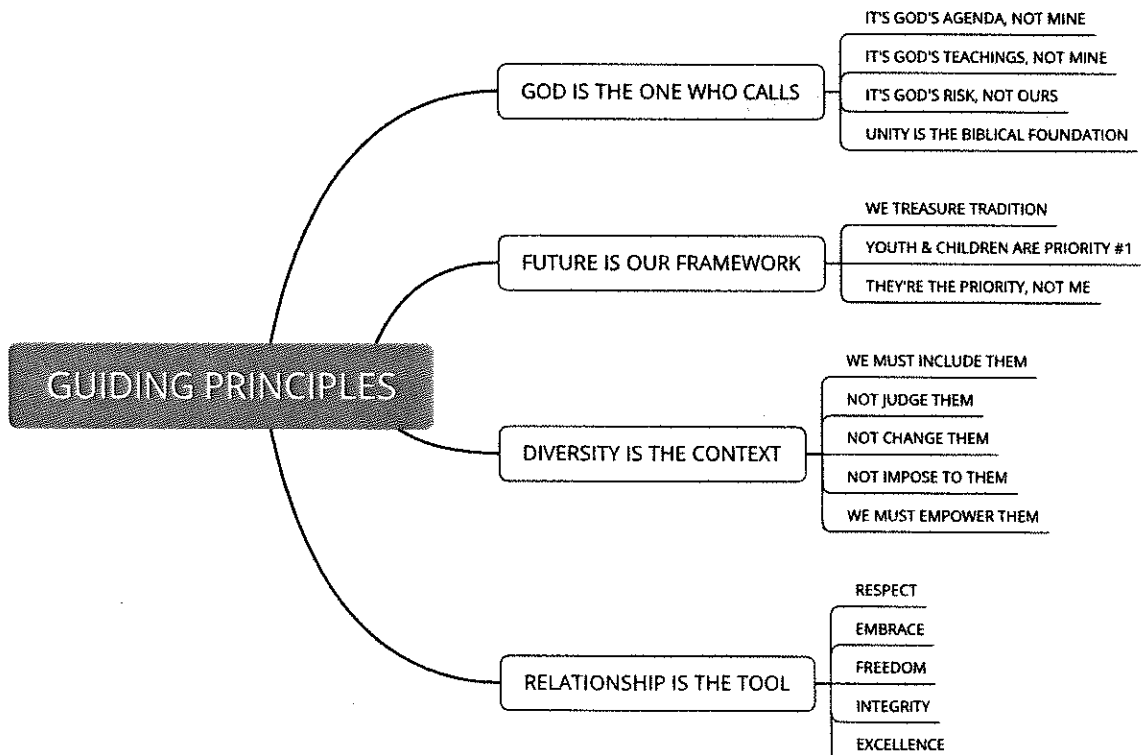 GUIDING PRINCIPLES
GOD IS THE ONE WHO CALLS
IT'S GOD'S AGENDA, NOT MINE
IT'S GOD'S TEACHINGS, NOT MINE
IT'S GOD'S RISK, NOT OURS
UNITY IS THE BIBLICAL FOUNDATION
FUTURE IS OUR FRAMEWORK
WE TREASURE TRADITION
YOUTH & CHILDREN ARE PRIORITY #1
THEY'RE THE PRIORITY, NOT ME
DIVERSITY IS THE CONTEXT
WE MUST INCLUDE THEM
NOT JUDGE THEM
NOT CHANGE THEM
NOT IMPOSE TO THEM
WE MUST EMPOWER THEM
RELATIONSHIP IS THE TOOL
RESPECT
EMBRACE
FREEDOM
INTEGRITY
EXCELLENCE